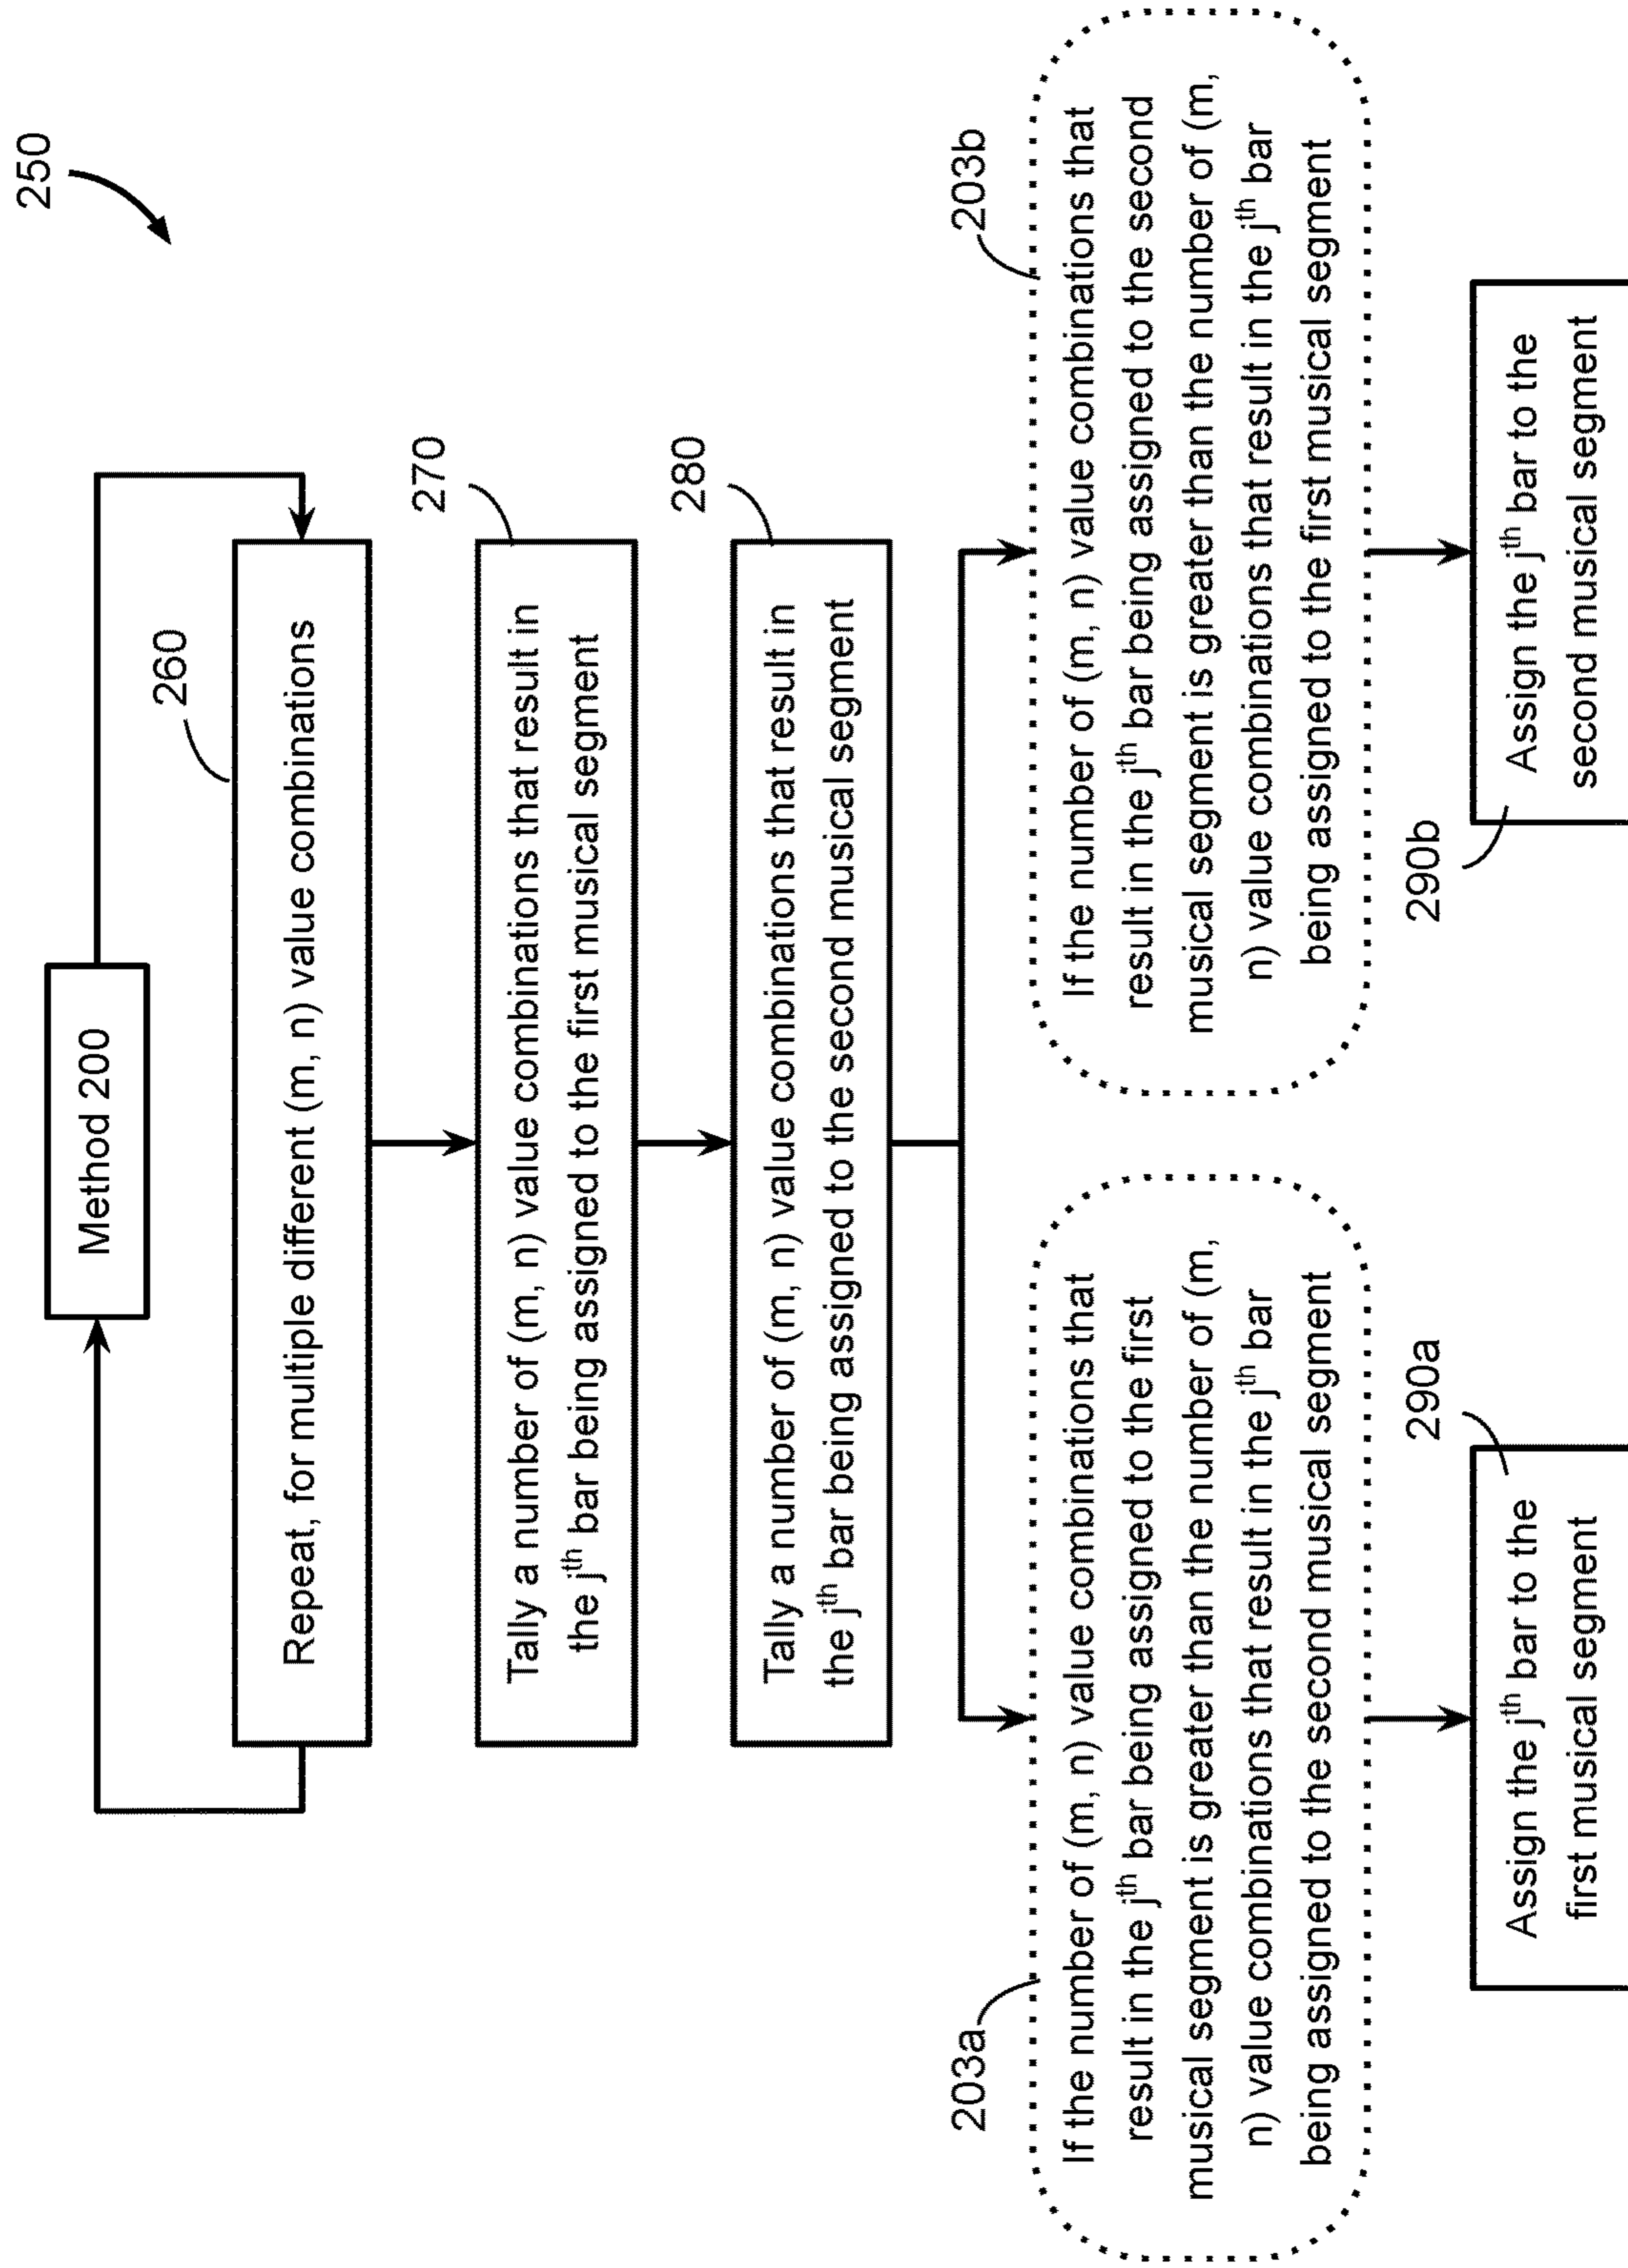 250
Method 200
260
Repeat, for multiple different (m, n) value combinations
270
Tally a number of (m, n) value combinations that result in
the jth bar being assigned to the first musical segment
280
Tally a number of (m, n) value combinations that result in
the jth bar being assigned to the second musical segment
203a
If the number of (m, n) value combinations that
result in the jth bar being assigned to the first
musical segment is greater than the number of (m,
n) value combinations that result in the jth bar
being assigned to the second musical segment
203b
If the number of (m, n) value combinations that
result in the jth bar being assigned to the second
musical segment is greater than the number of (m,
n) value combinations that result in the jth bar
being assigned to the first musical segment
290a
Assign the jth bar to the
first musical segment
290b
Assign the jth bar to the
second musical segment